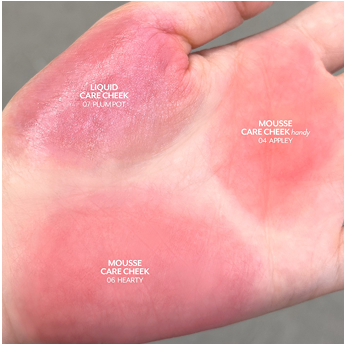 LIQUID
CARE CHEEK
07 PLUMPOT
MOUSSE
CARE CHEEK handy
04 APPLEY
MOUSSE
CARE CHEEK
06 HEARTY